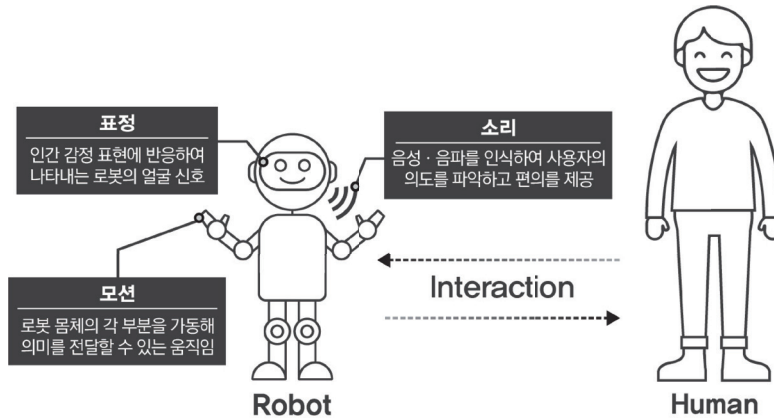 표정
인간 감정 표현에 반응하여
나타내는 로봇의 얼굴 신호
소리
음성 · 음파를 인식하여 사용자의
의도를 파악하고 편의를 제공
모션
로봇 몸체의 각 부분을 가동해
의미를 전달할 수 있는 움직임
Interaction
Robot
Human